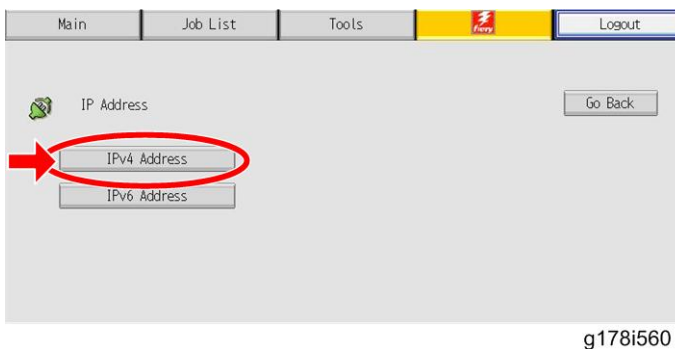 Main Job List Tools Fiery Logout
IP Address Go Back
IPv4 Address
IPv6 Address
g178i560